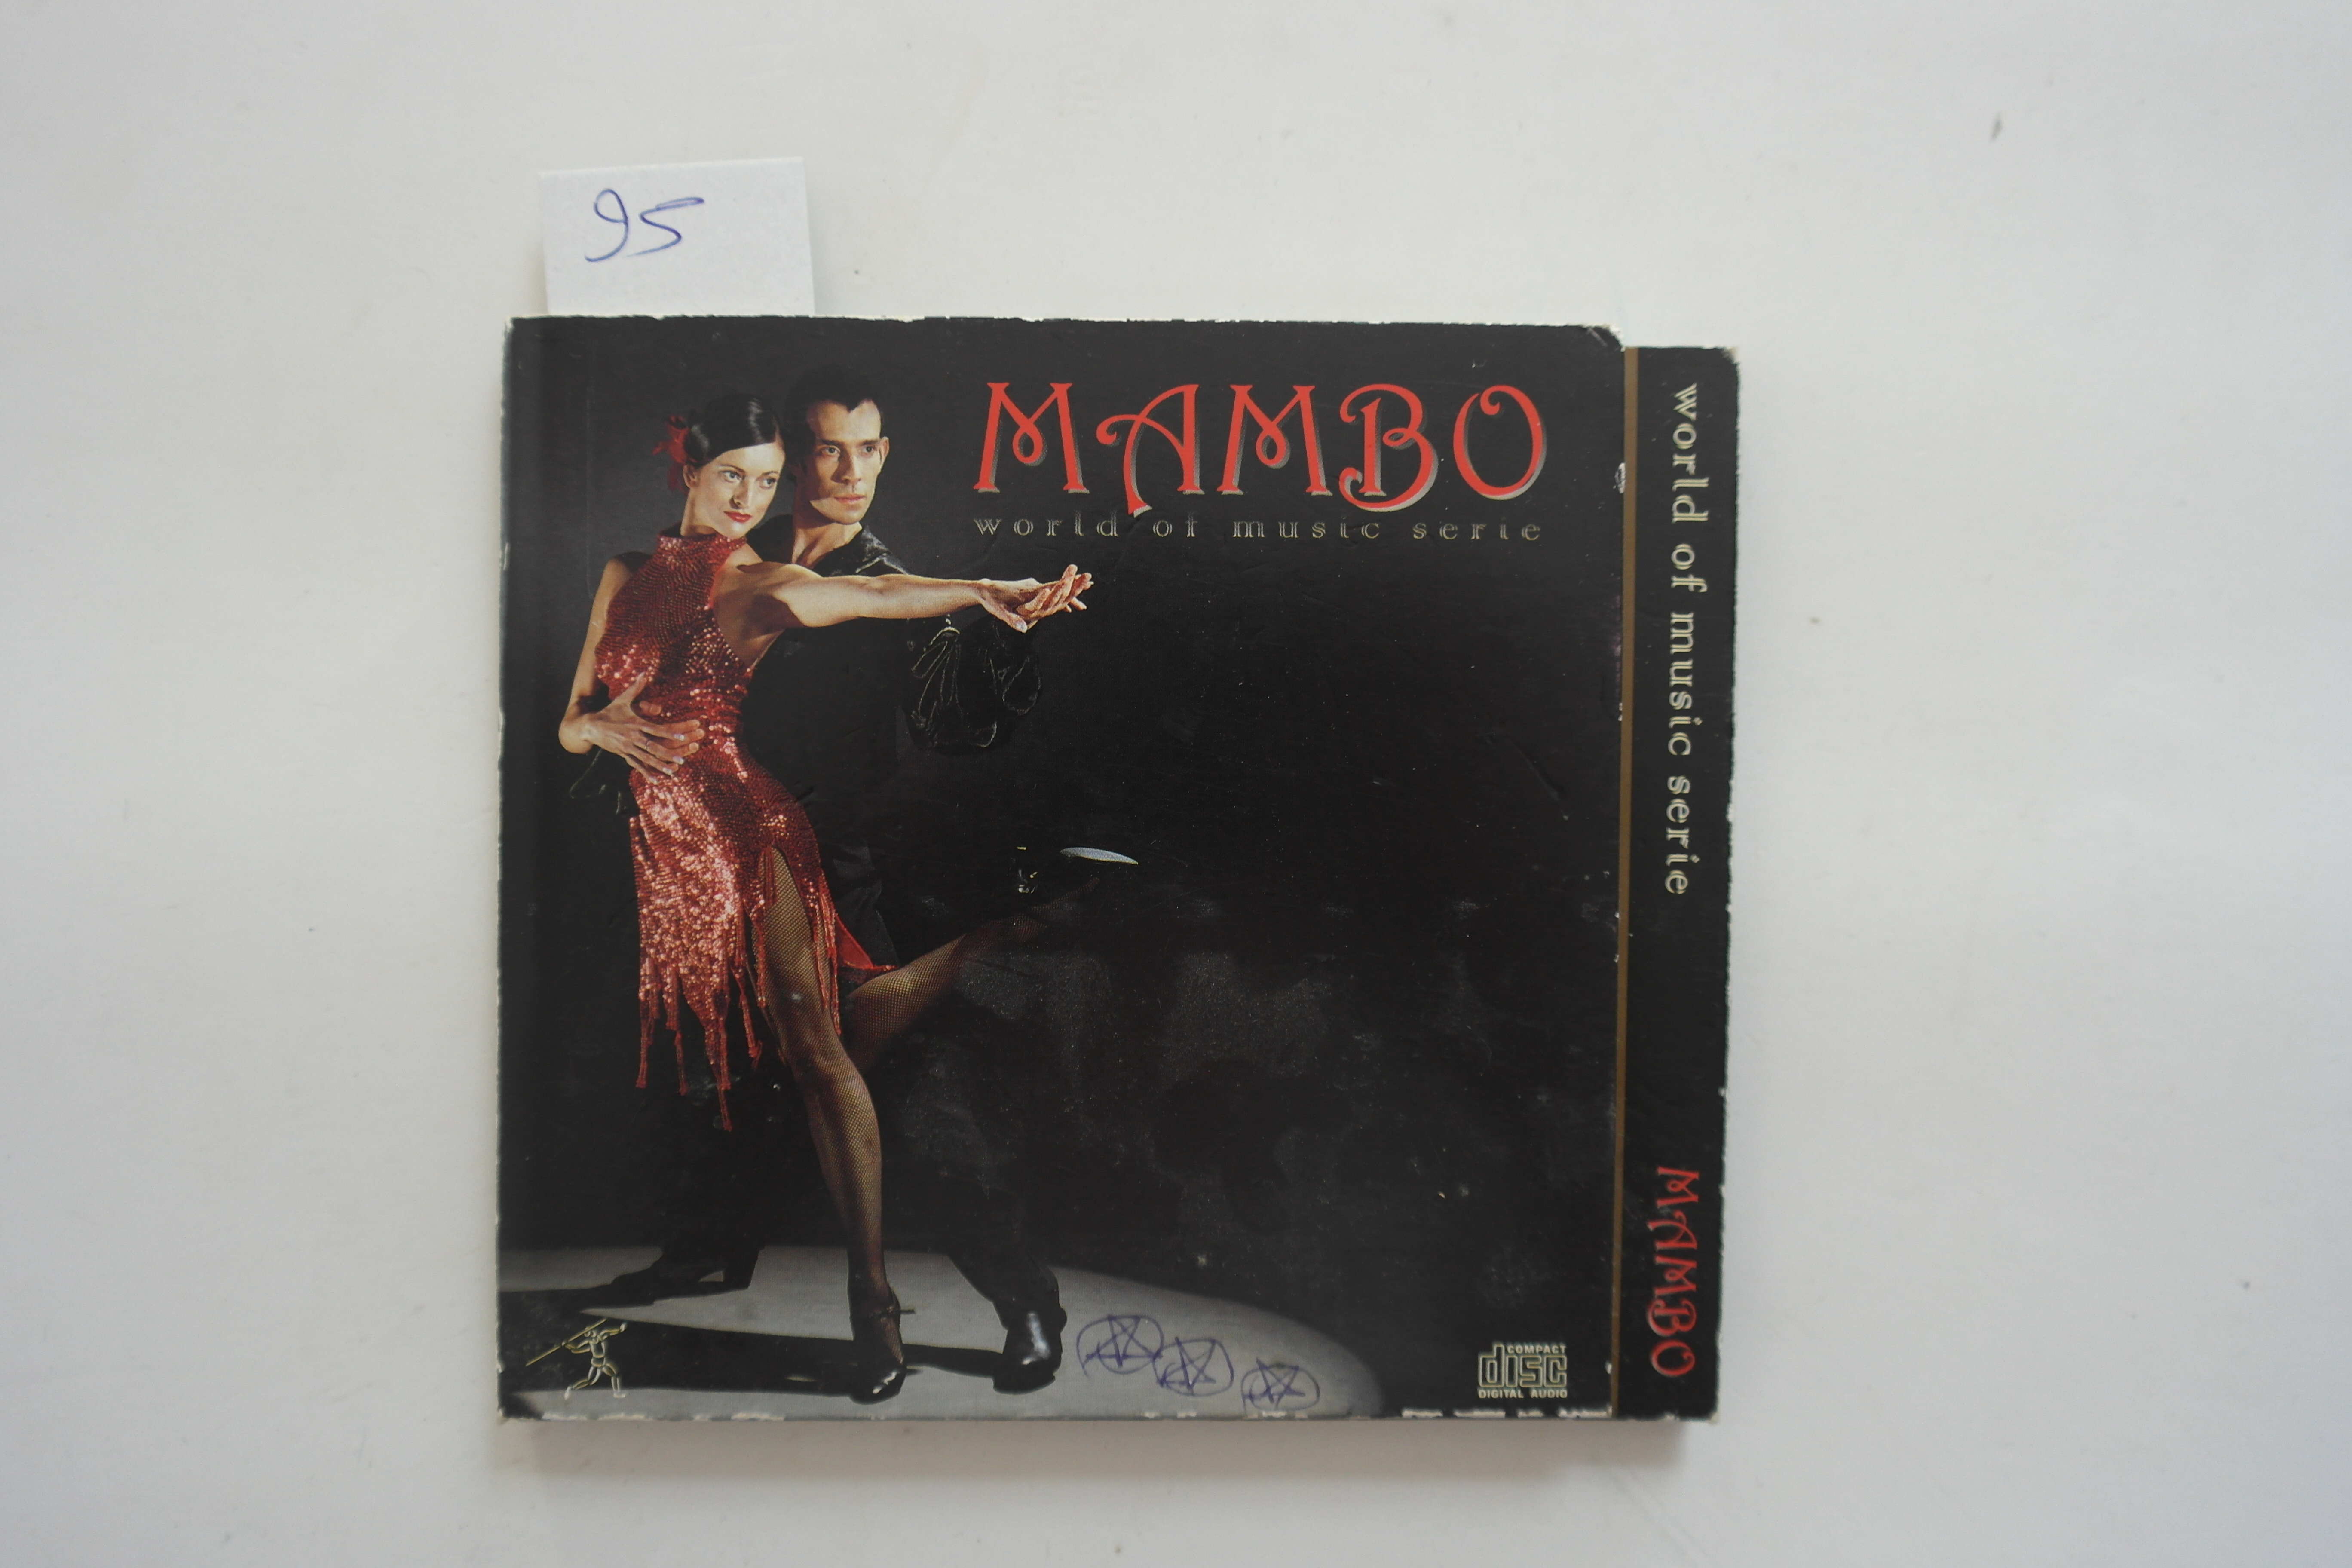 95
MAMBO
world of music serie
world of music serie
MAMBO
COMPACT
disc
DIGITAL AUDIO